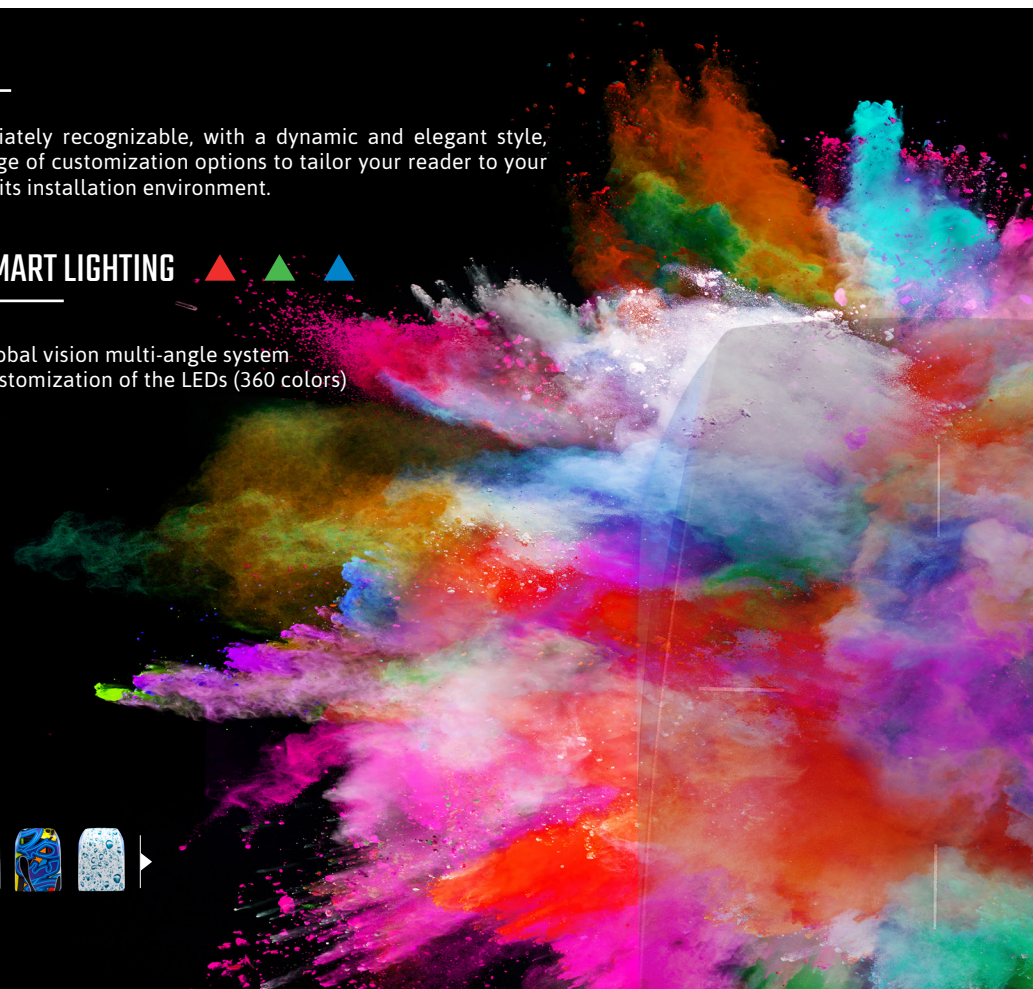 iately recognizable, with a dynamic and elegant style,
ge of customization options to tailor your reader to your
its installation environment.
MART LIGHTING
obal vision multi-angle system
stomization of the LEDs (360 colors)